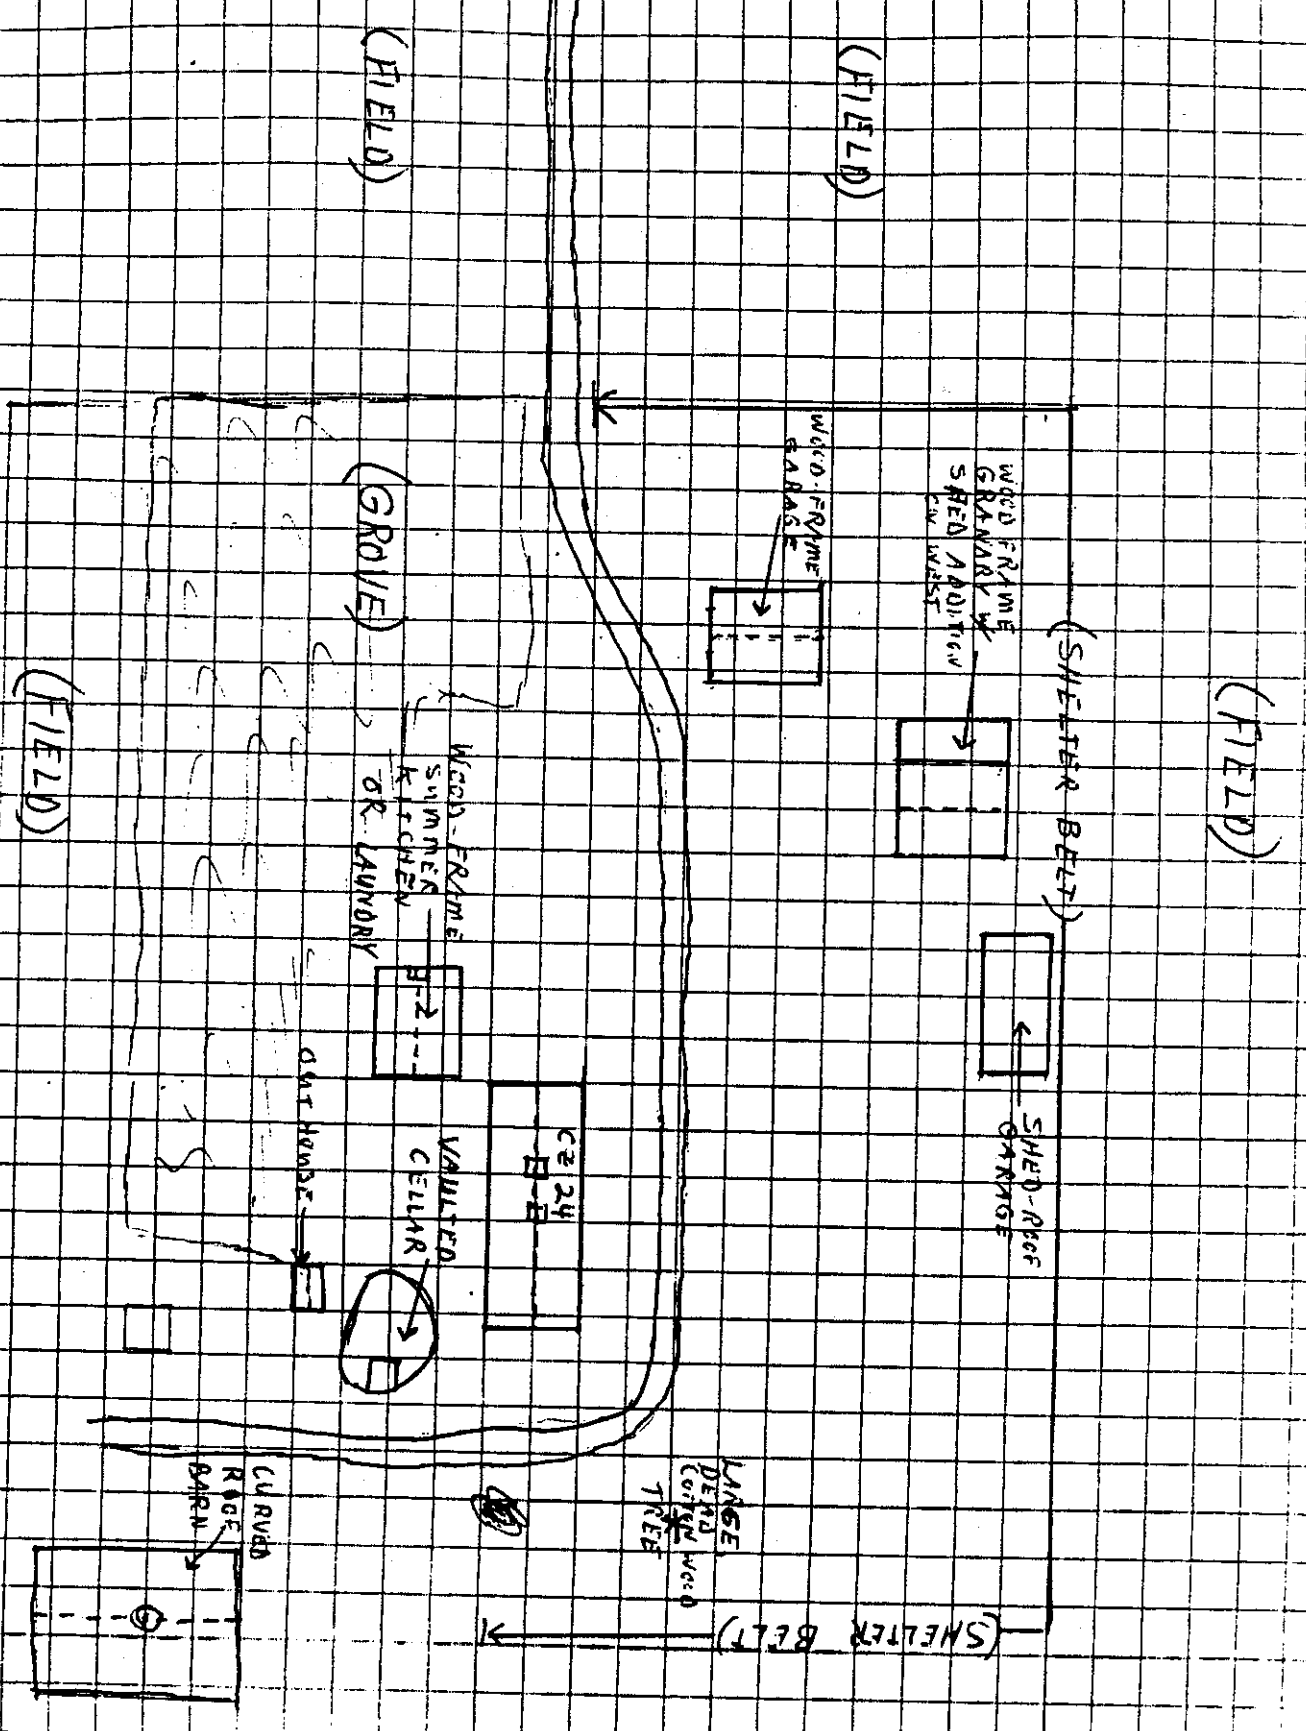 (FIELD)
(FIELD)
(FIELD)
(SHELTER BELT)
WOOD FRAME
GRANARY W/
SHED ADDITION
ON WEST
WOOD-FRAME
GARAGE
SHED-ROOF
GARAGE
(GROVE)
(FIELD)
WOOD-FRAME
SUMMER
KITCHEN
OR LAUNDRY
CZ 24
VAULTED
CELLAR
OUTHOUSE
LARGE
DEAD
COTTON WOOD
TREE
(SHELTER BELT)
CURVED
ROOF
BARN